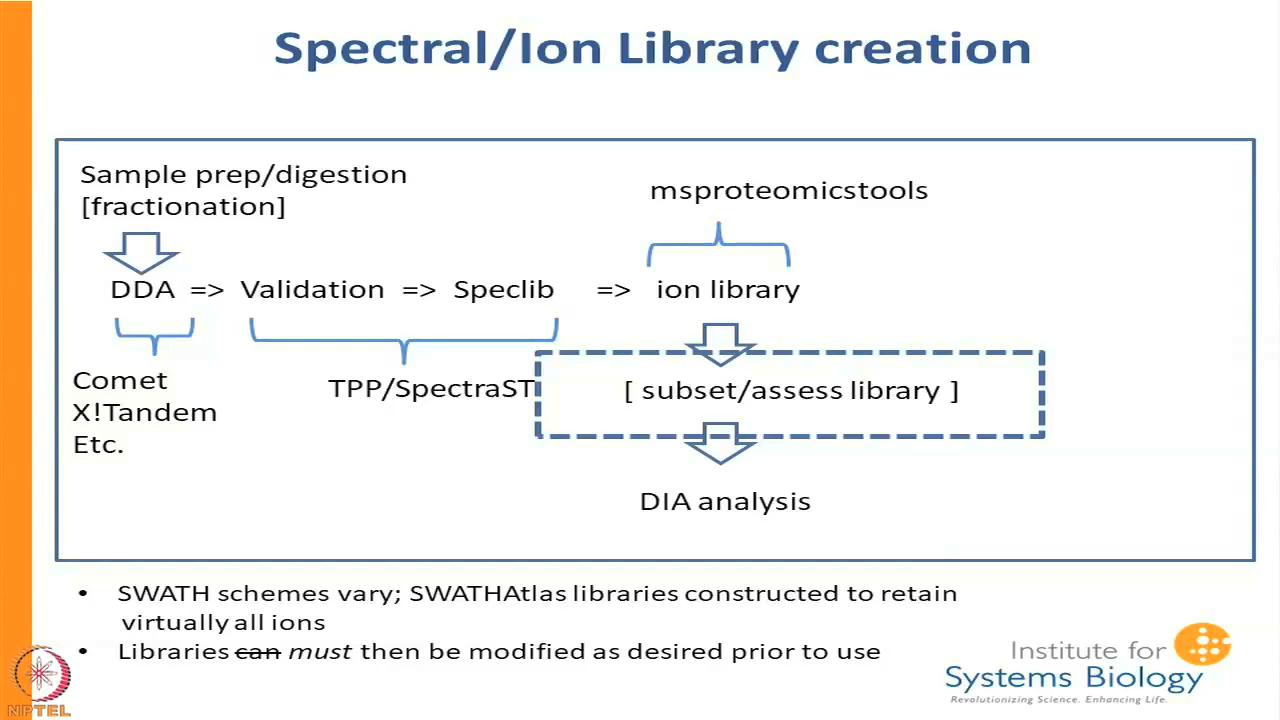 Spectral/Ion Library creation
Sample prep/digestion
[fractionation]
msproteomicstools
DDA => Validation => Speclib => ion library
Comet
X!Tandem
Etc.
TPP/SpectraST
[ subset/assess library ]
DIA analysis
• SWATH schemes vary; SWATHAtlas libraries constructed to retain
virtually all ions
• Libraries can must then be modified as desired prior to use
Institute for
Systems Biology
Revolutionizing Science. Enhancing Life.
NPTEL